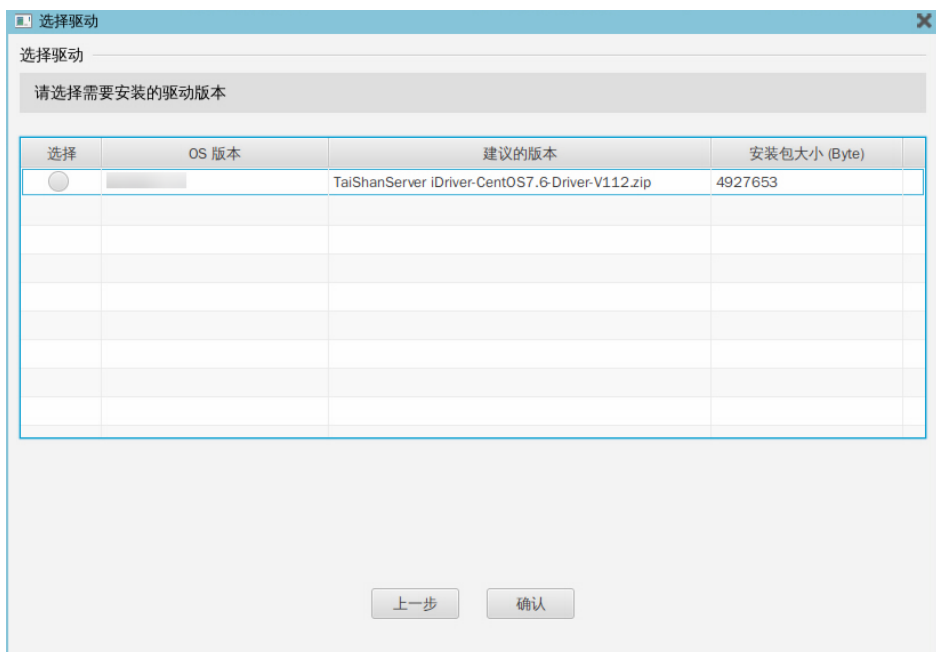 选择驱动
选择驱动
请选择需要安装的驱动版本
选择 OS 版本 建议的版本 安装包大小 (Byte)
TaiShanServer iDriver-CentOS7.6-Driver-V112.zip 4927653
上一步 确认